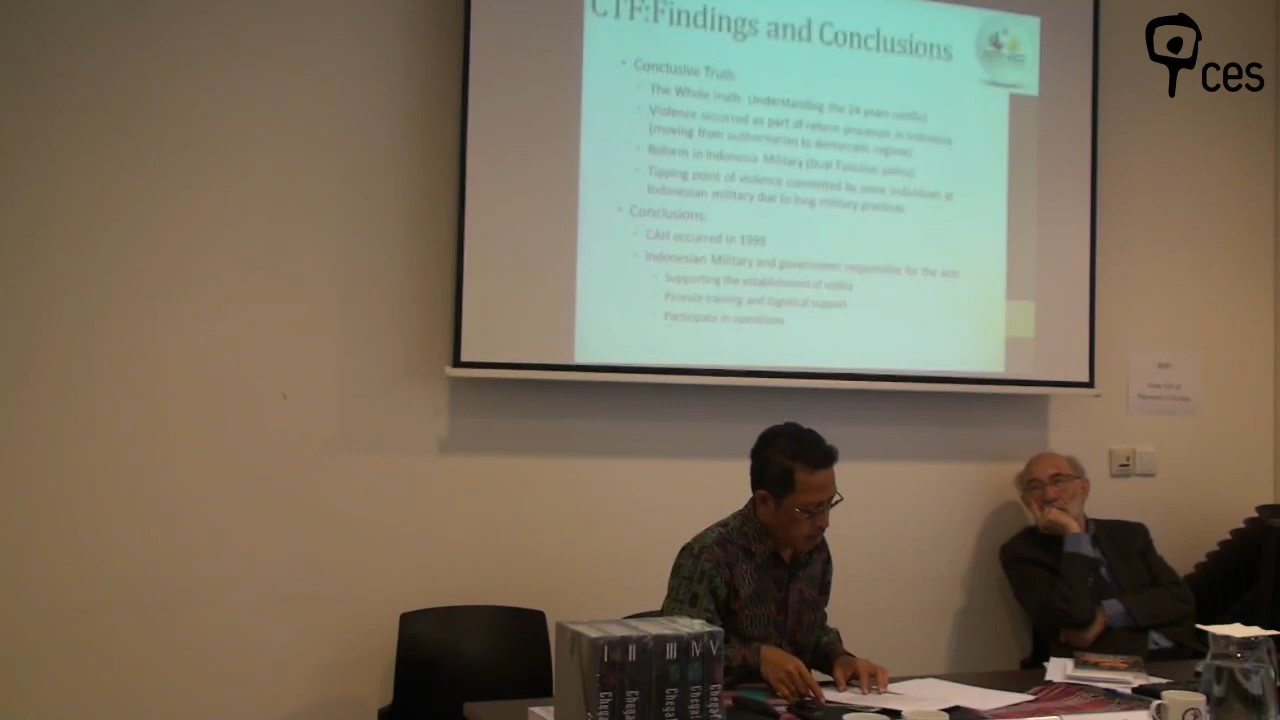 ces
CTF:Findings and Conclusions
Conclusive Truth
The Whole truth: Understanding the 24 years conflict
Violence occurred as part of reform processes in Indonesia
(moving from authoritarian to democratic regime)
Reform in Indonesia Military (Dual Function policy)
Tipping point of violence committed by some individuals at
Indonesian military due to long military practices
Conclusions:
CAH occurred in 1999
Indonesian Military and government responsible for the acts
Supporting the establishment of militia
Provide training and logistical support
Participate in operations
I II III IV V
Chega
Chega
Chega
Chega
Chega